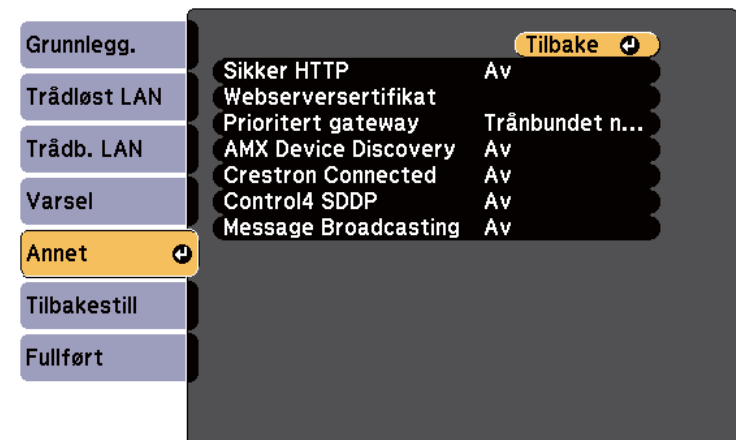 Grunnlegg.
Trådløst LAN
Trådb. LAN
Varsel
Annet
Tilbakestill
Fullført
Tilbake
Sikker HTTP Av
Webserversertifikat
Prioritert gateway Trånbundet n...
AMX Device Discovery Av
Crestron Connected Av
Control4 SDDP Av
Message Broadcasting Av